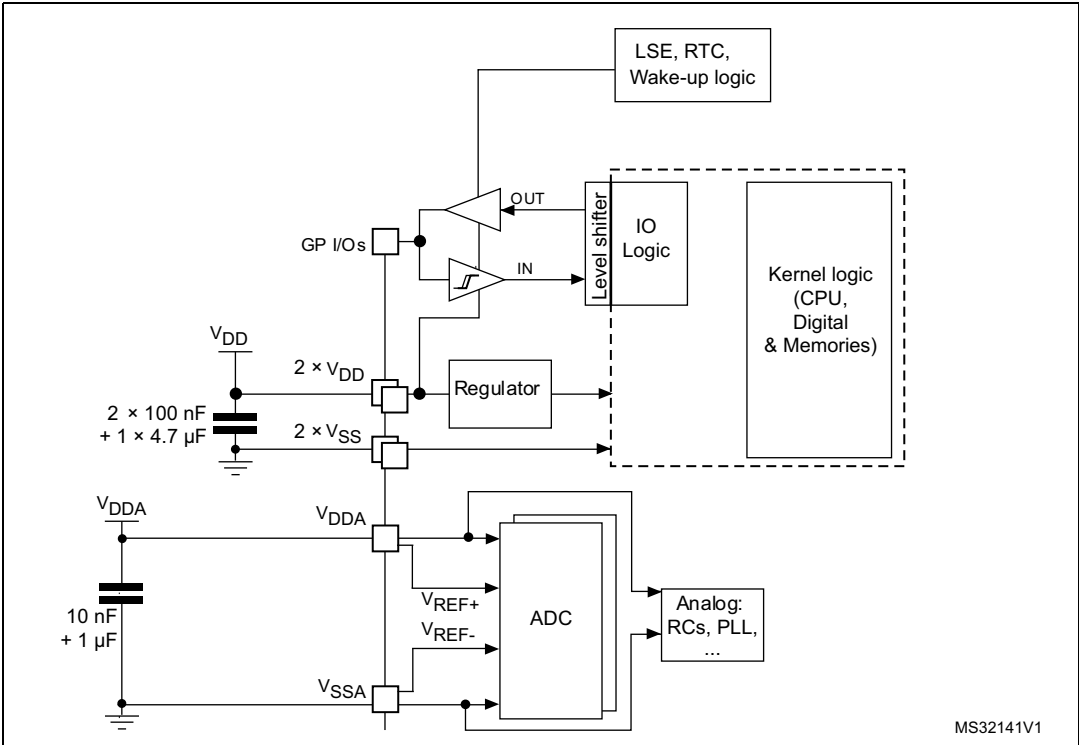 LSE, RTC,
Wake-up logic
OUT
Level shifter
IO
Logic
GP I/Os
IN
Kernel logic
(CPU,
Digital
& Memories)
VDD
2 × VDD
Regulator
2 × 100 nF
+ 1 × 4.7 µF
2 × VSS
VDDA
VDDA
VREF+
ADC
Analog:
RCs, PLL,
...
10 nF
+ 1 µF
VREF-
VSSA
MS32141V1